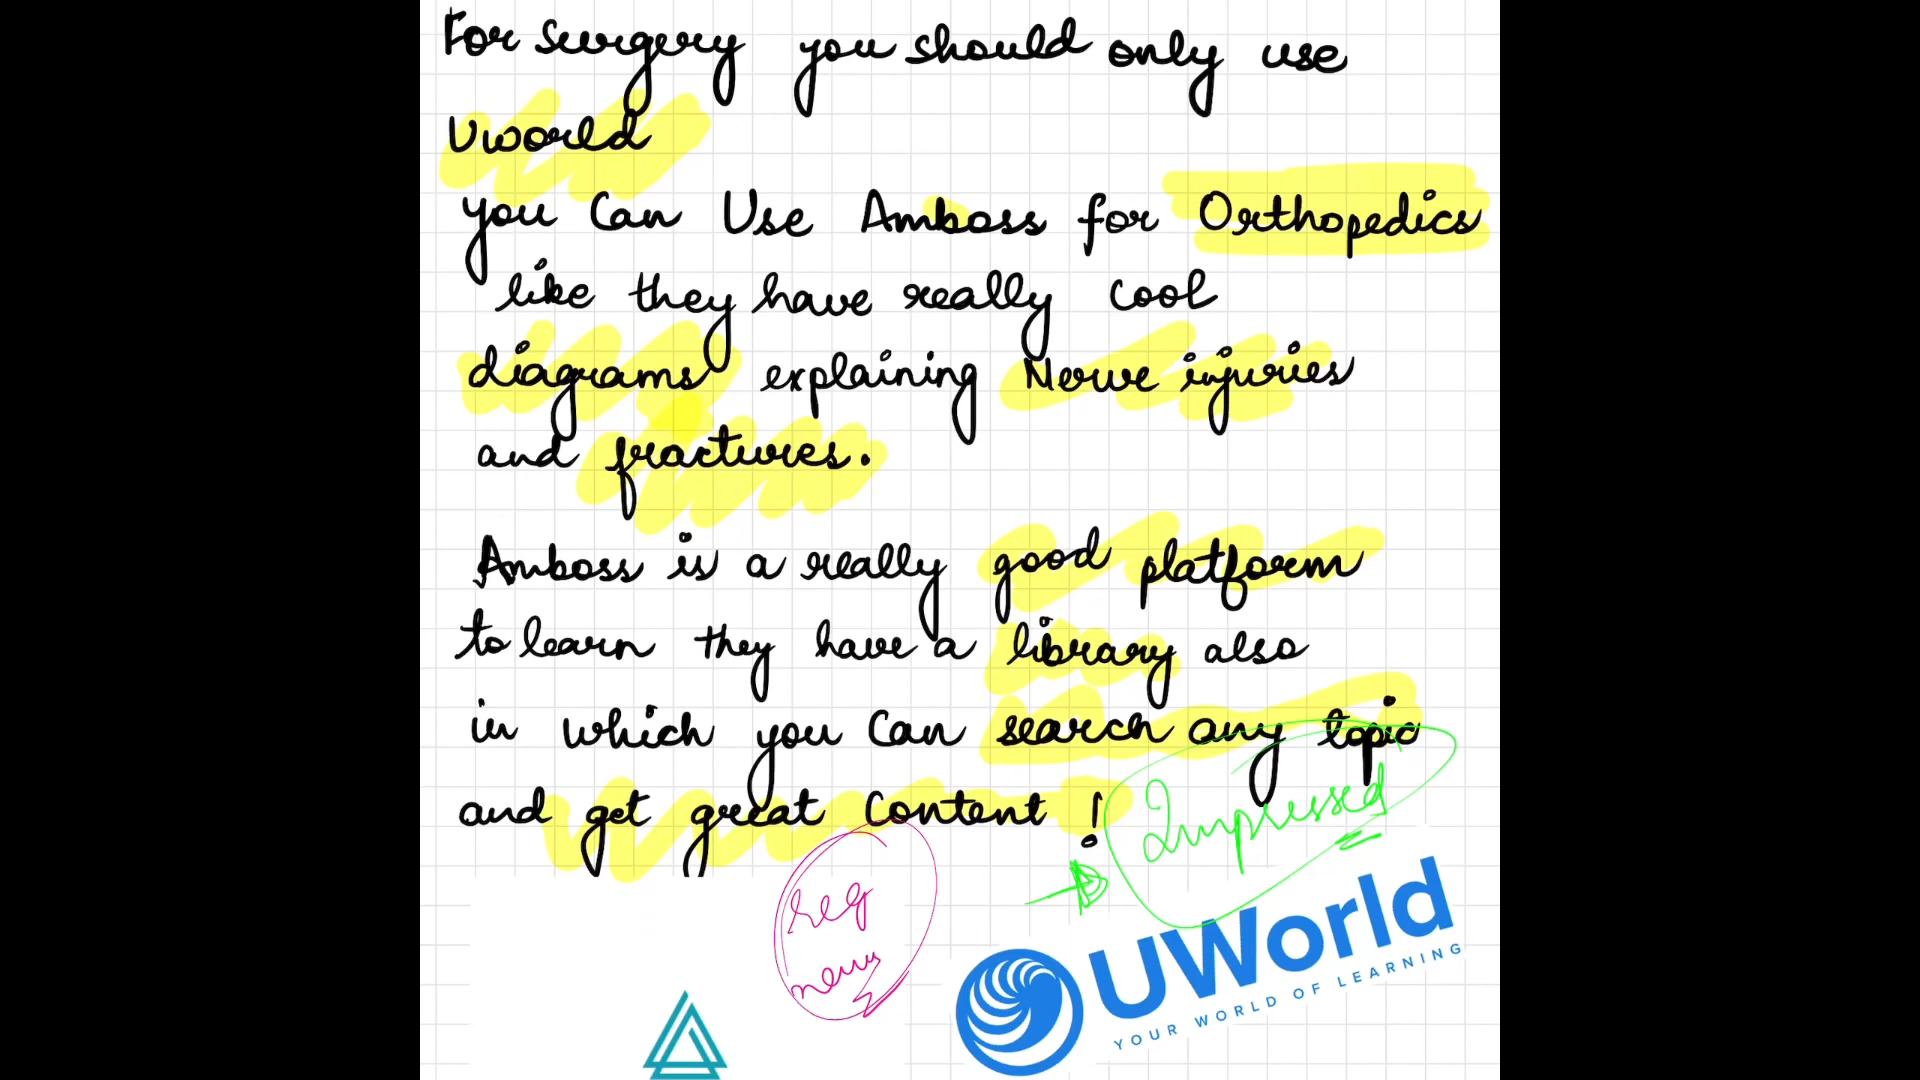 For surgery you should only use
Uworld
you Can Use Amboss for Orthopedics
like they have really cool
diagrams explaining Nerve injuries
and fractures.
Amboss is a really good platform
to learn they have a library also
in which you can search any topic
and get great content !
Impressed
UWorld
YOUR WORLD OF LEARNING